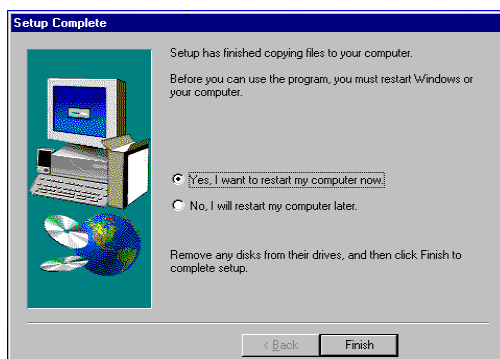 Setup Complete
Setup has finished copying files to your computer.
Before you can use the program, you must restart Windows or
your computer.
Yes, I want to restart my computer now.
No, I will restart my computer later.
Remove any disks from their drives, and then click Finish to
complete setup.
< Back
Finish